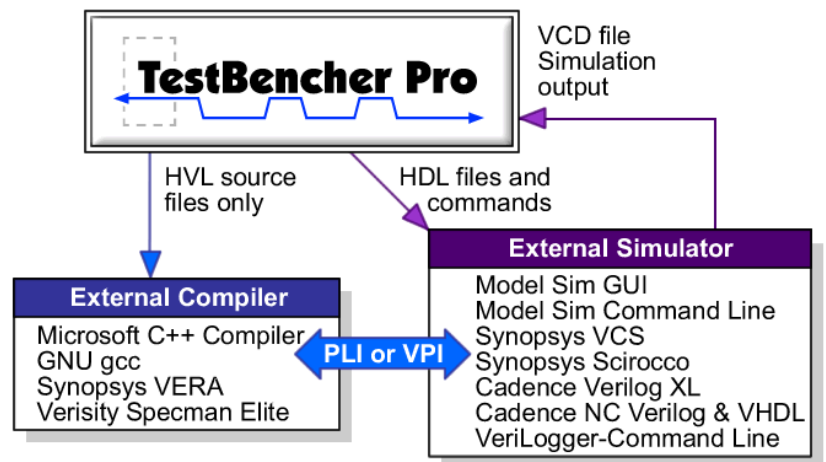 TestBencher Pro
VCD file
Simulation
output
HVL source
files only
HDL files and
commands
External Compiler
Microsoft C++ Compiler
GNU gcc
Synopsys VERA
Verisity Specman Elite
PLI or VPI
External Simulator
Model Sim GUI
Model Sim Command Line
Synopsys VCS
Synopsys Scirocco
Cadence Verilog XL
Cadence NC Verilog & VHDL
VeriLogger-Command Line